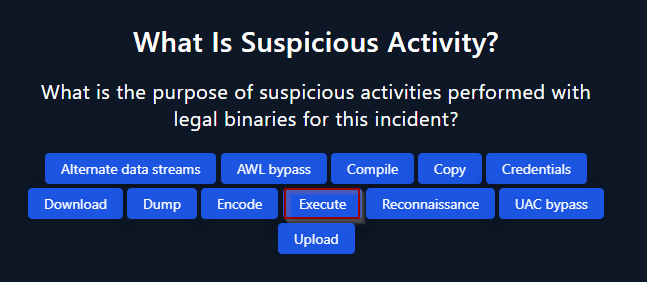 What Is Suspicious Activity?
What is the purpose of suspicious activities performed with
legal binaries for this incident?
Alternate data streams AWL bypass Compile Copy Credentials
Download Dump Encode Execute Reconnaissance UAC bypass
Upload